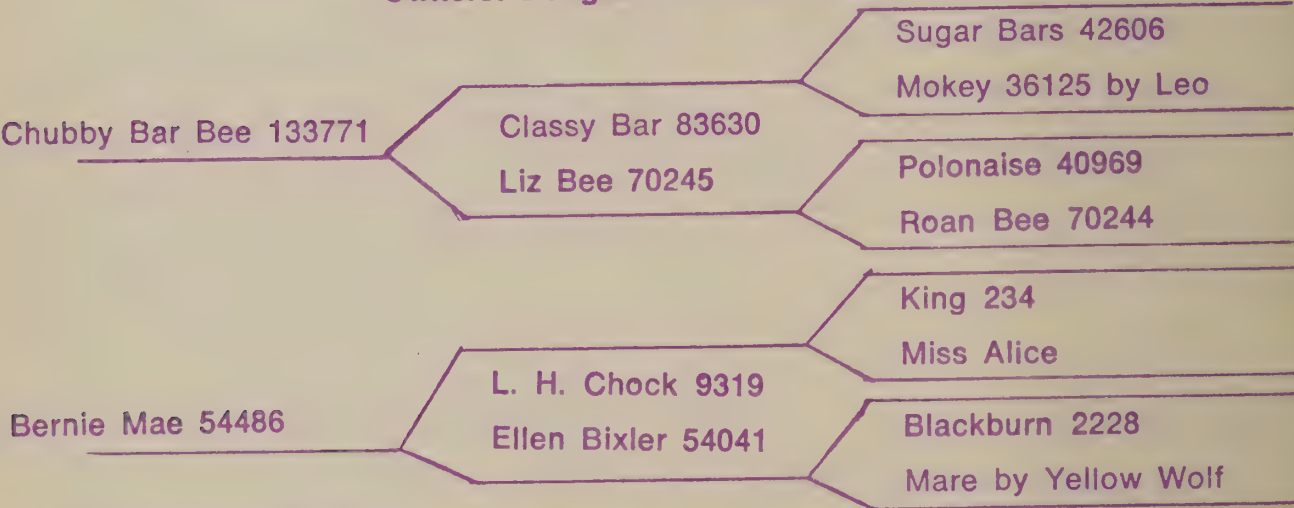 Sugar Bars 42606
Mokey 36125 by Leo
Chubby Bar Bee 133771
Classy Bar 83630
Liz Bee 70245
Polonaise 40969
Roan Bee 70244
King 234
Miss Alice
L. H. Chock 9319
Ellen Bixler 54041
Bernie Mae 54486
Blackburn 2228
Mare by Yellow Wolf